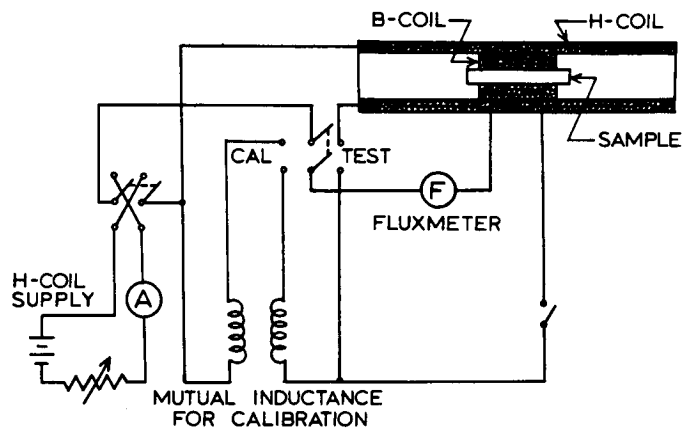 B-COIL
H-COIL
SAMPLE
CAL
TEST
F
FLUXMETER
H-COIL
SUPPLY
A
MUTUAL INDUCTANCE
FOR CALIBRATION